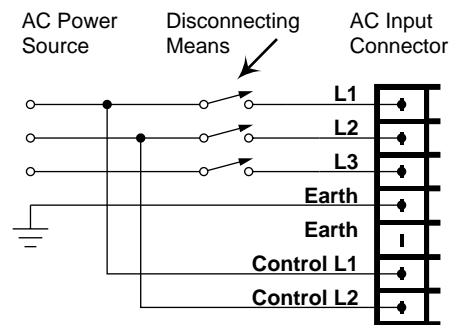 AC Power Source
Disconnecting Means
AC Input Connector
L1
L2
L3
Earth
Earth
Control L1
Control L2